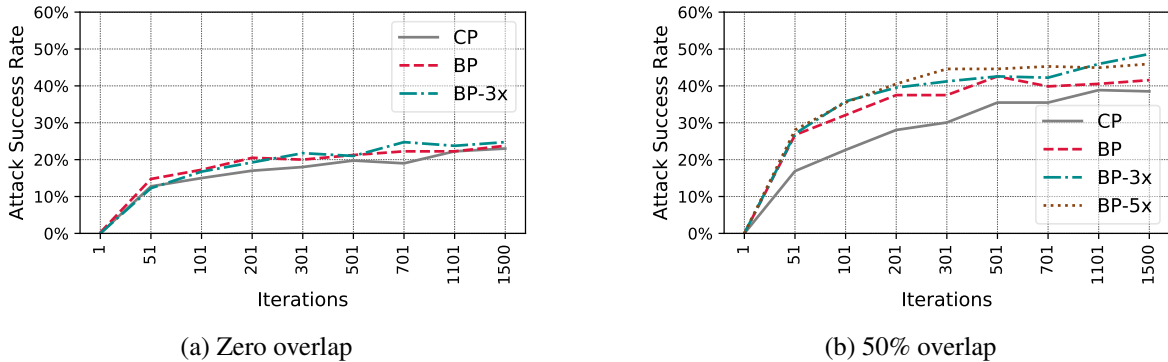 60%
50%
40%
30%
20%
10%
0%
Attack Success Rate
CP
BP
BP-3x
1
51
101
201
301
501
701
1101
1500
Iterations
(a) Zero overlap
60%
50%
40%
30%
20%
10%
0%
Attack Success Rate
CP
BP
BP-3x
BP-5x
1
51
101
201
301
501
701
1101
1500
Iterations
(b) 50% overlap